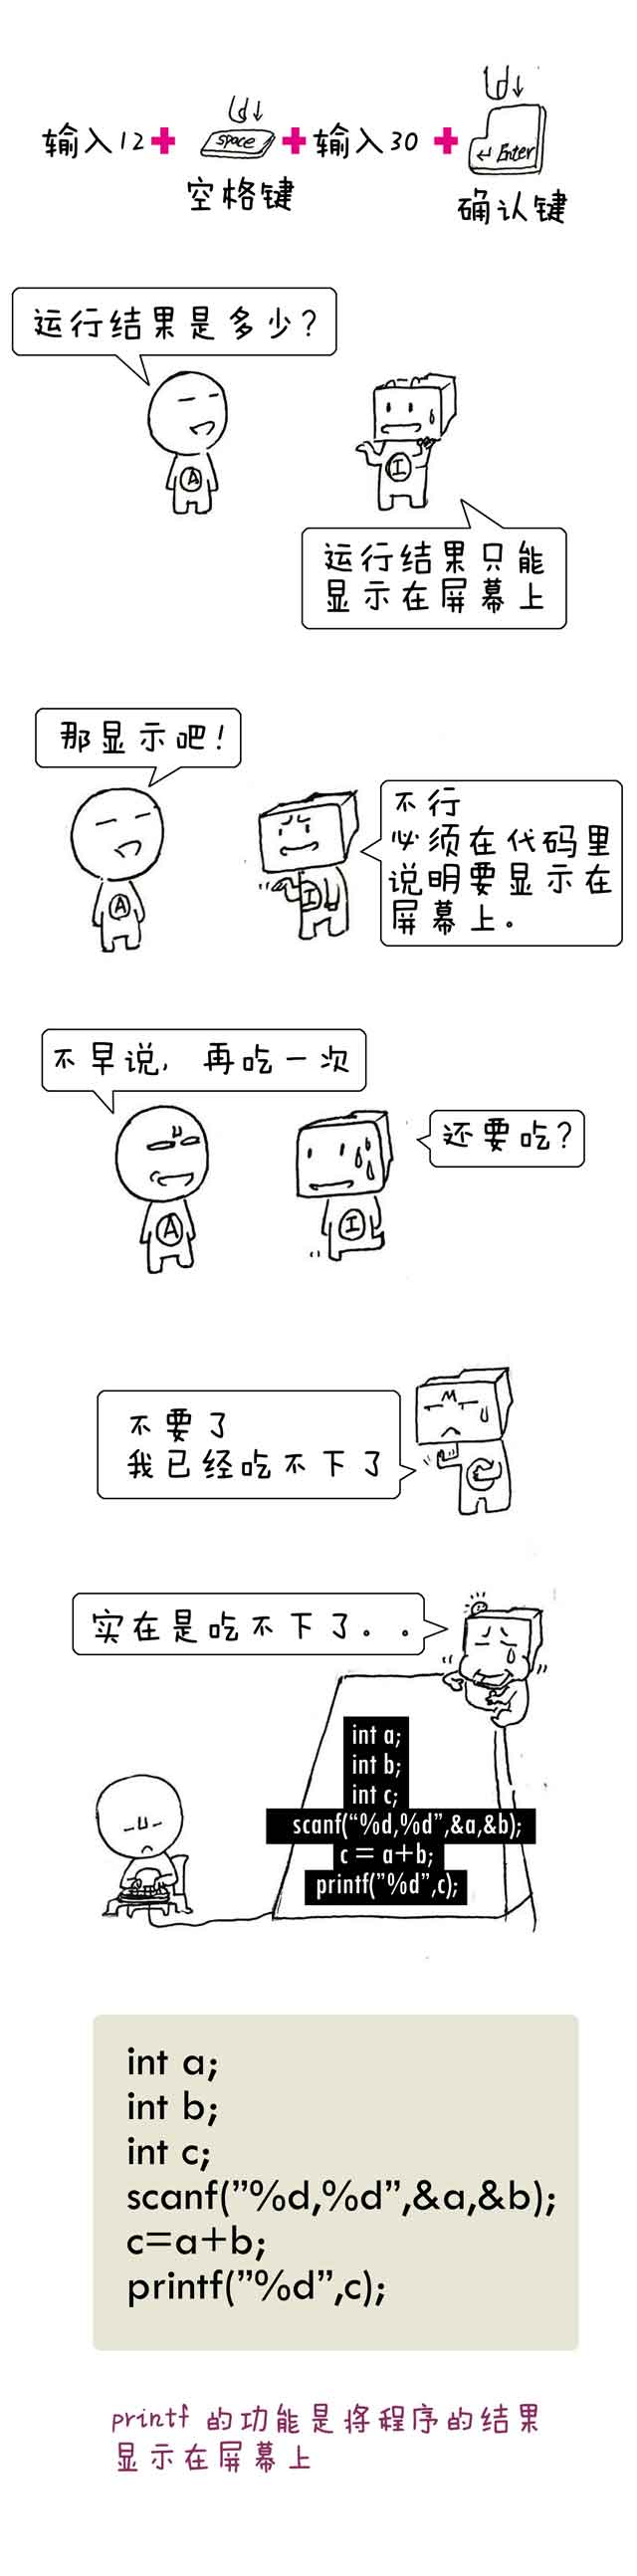 输入12+ space +输入30 + ↵ Enter
空格键 确认键
运行结果是多少?
A
I
运行结果只能
显示在屏幕上
那显示吧!
不行
必须在代码里
说明要显示在
屏幕上。
A
I
不早说, 再吃一次
还要吃?
A
I
不要了
我已经吃不下了
C
实在是吃不下了。.
int a;
int b;
int c;
scanf(“%d,%d”,&a,&b);
c = a+b;
printf(”%d”,c);
int a;
int b;
int c;
scanf(”%d,%d”,&a,&b);
c=a+b;
printf(”%d”,c);
printf 的功能是将程序的结果
显示在屏幕上